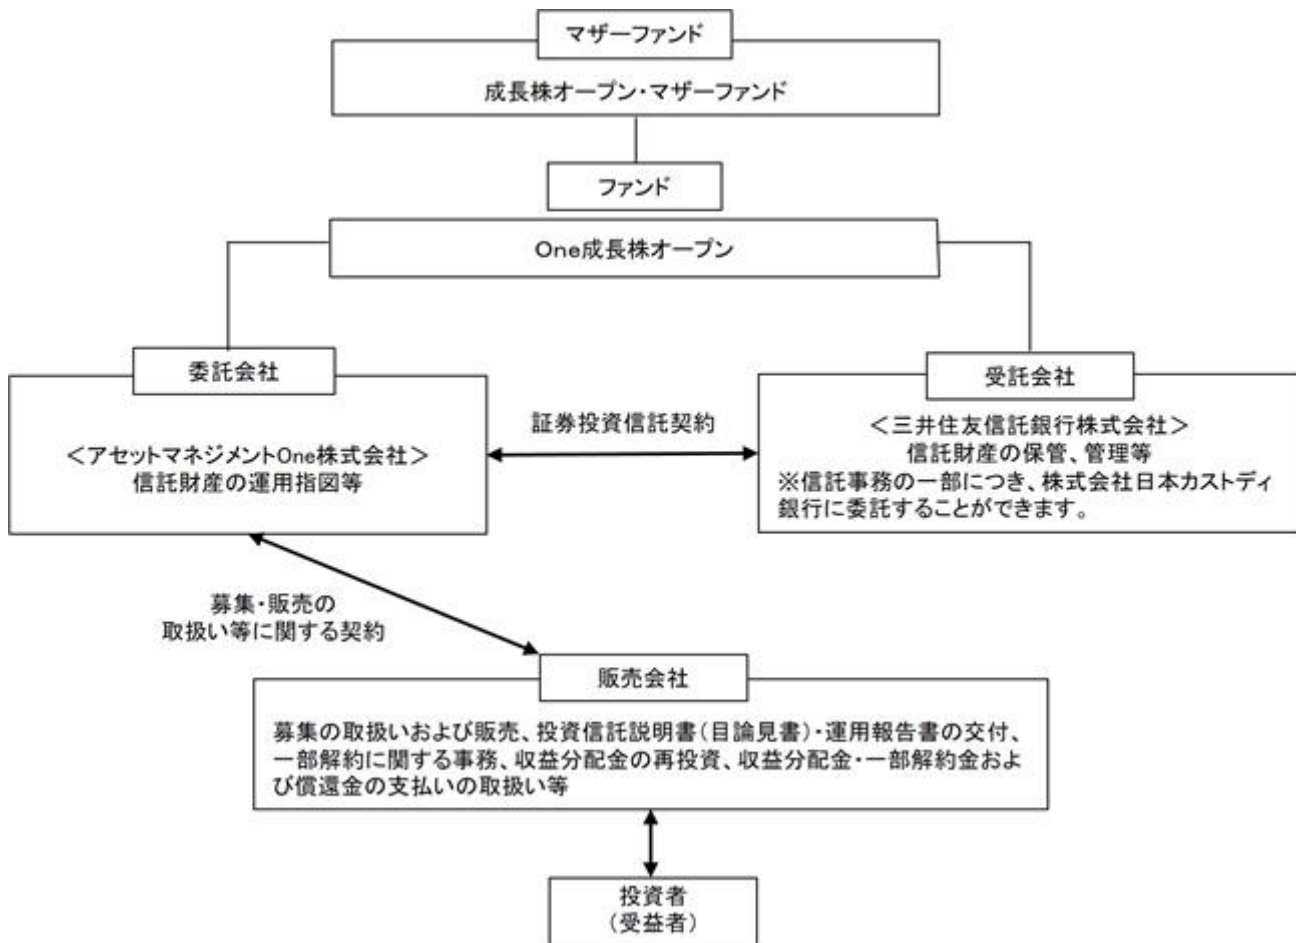 マザーファンド
成長株オープン・マザーファンド
ファンド
One成長株オープン
委託会社
<アセットマネジメントOne株式会社>
信託財産の運用指図等
証券投資信託契約
受託会社
<三井住友信託銀行株式会社>
信託財産の保管、管理等
※信託事務の一部につき、株式会社日本カストディ
銀行に委託することができます。
募集・販売の
取扱い等に関する契約
販売会社
募集の取扱いおよび販売、投資信託説明書(目論見書)・運用報告書の交付、
一部解約に関する事務、収益分配金の再投資、収益分配金・一部解約金およ
び償還金の支払いの取扱い等
投資者
(受益者)